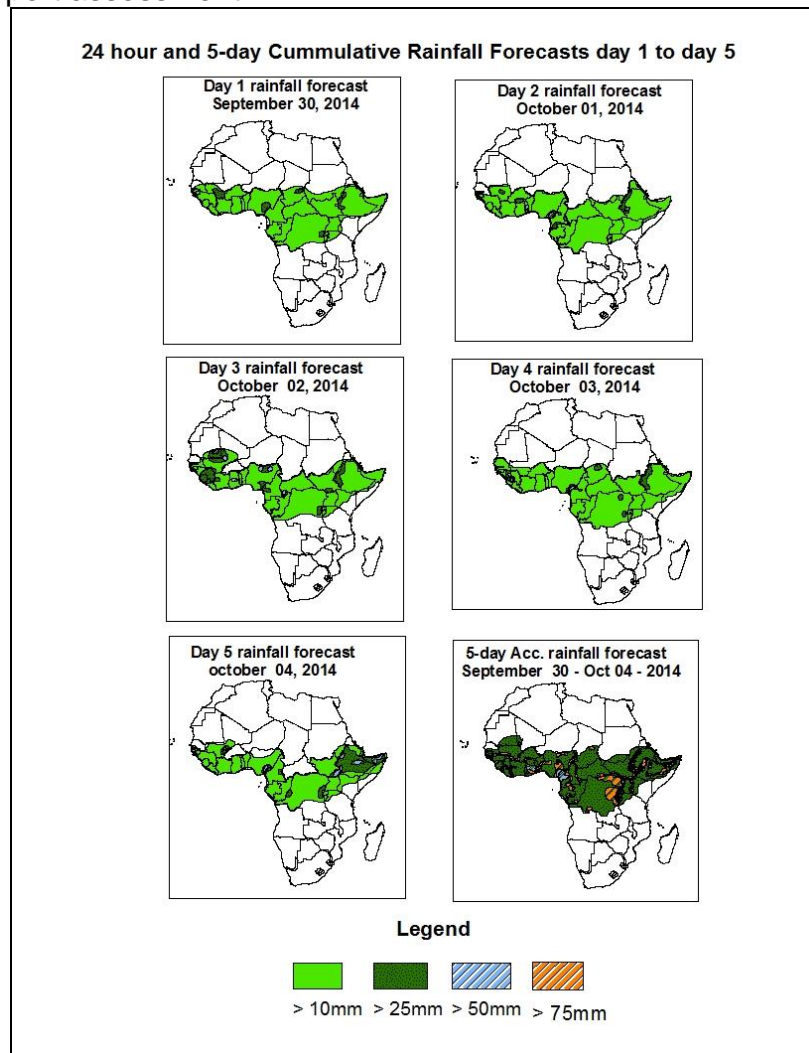 24 hour and 5-day Cummulative Rainfall Forecasts day 1 to day 5
Day 1 rainfall forecast
September 30, 2014
Day 2 rainfall forecast
October 01, 2014
Day 3 rainfall forecast
October 02, 2014
Day 4 rainfall forecast
October 03, 2014
Day 5 rainfall forecast
october 04, 2014
5-day Acc. rainfall forecast
September 30 - Oct 04 - 2014
Legend
> 10mm > 25mm > 50mm > 75mm